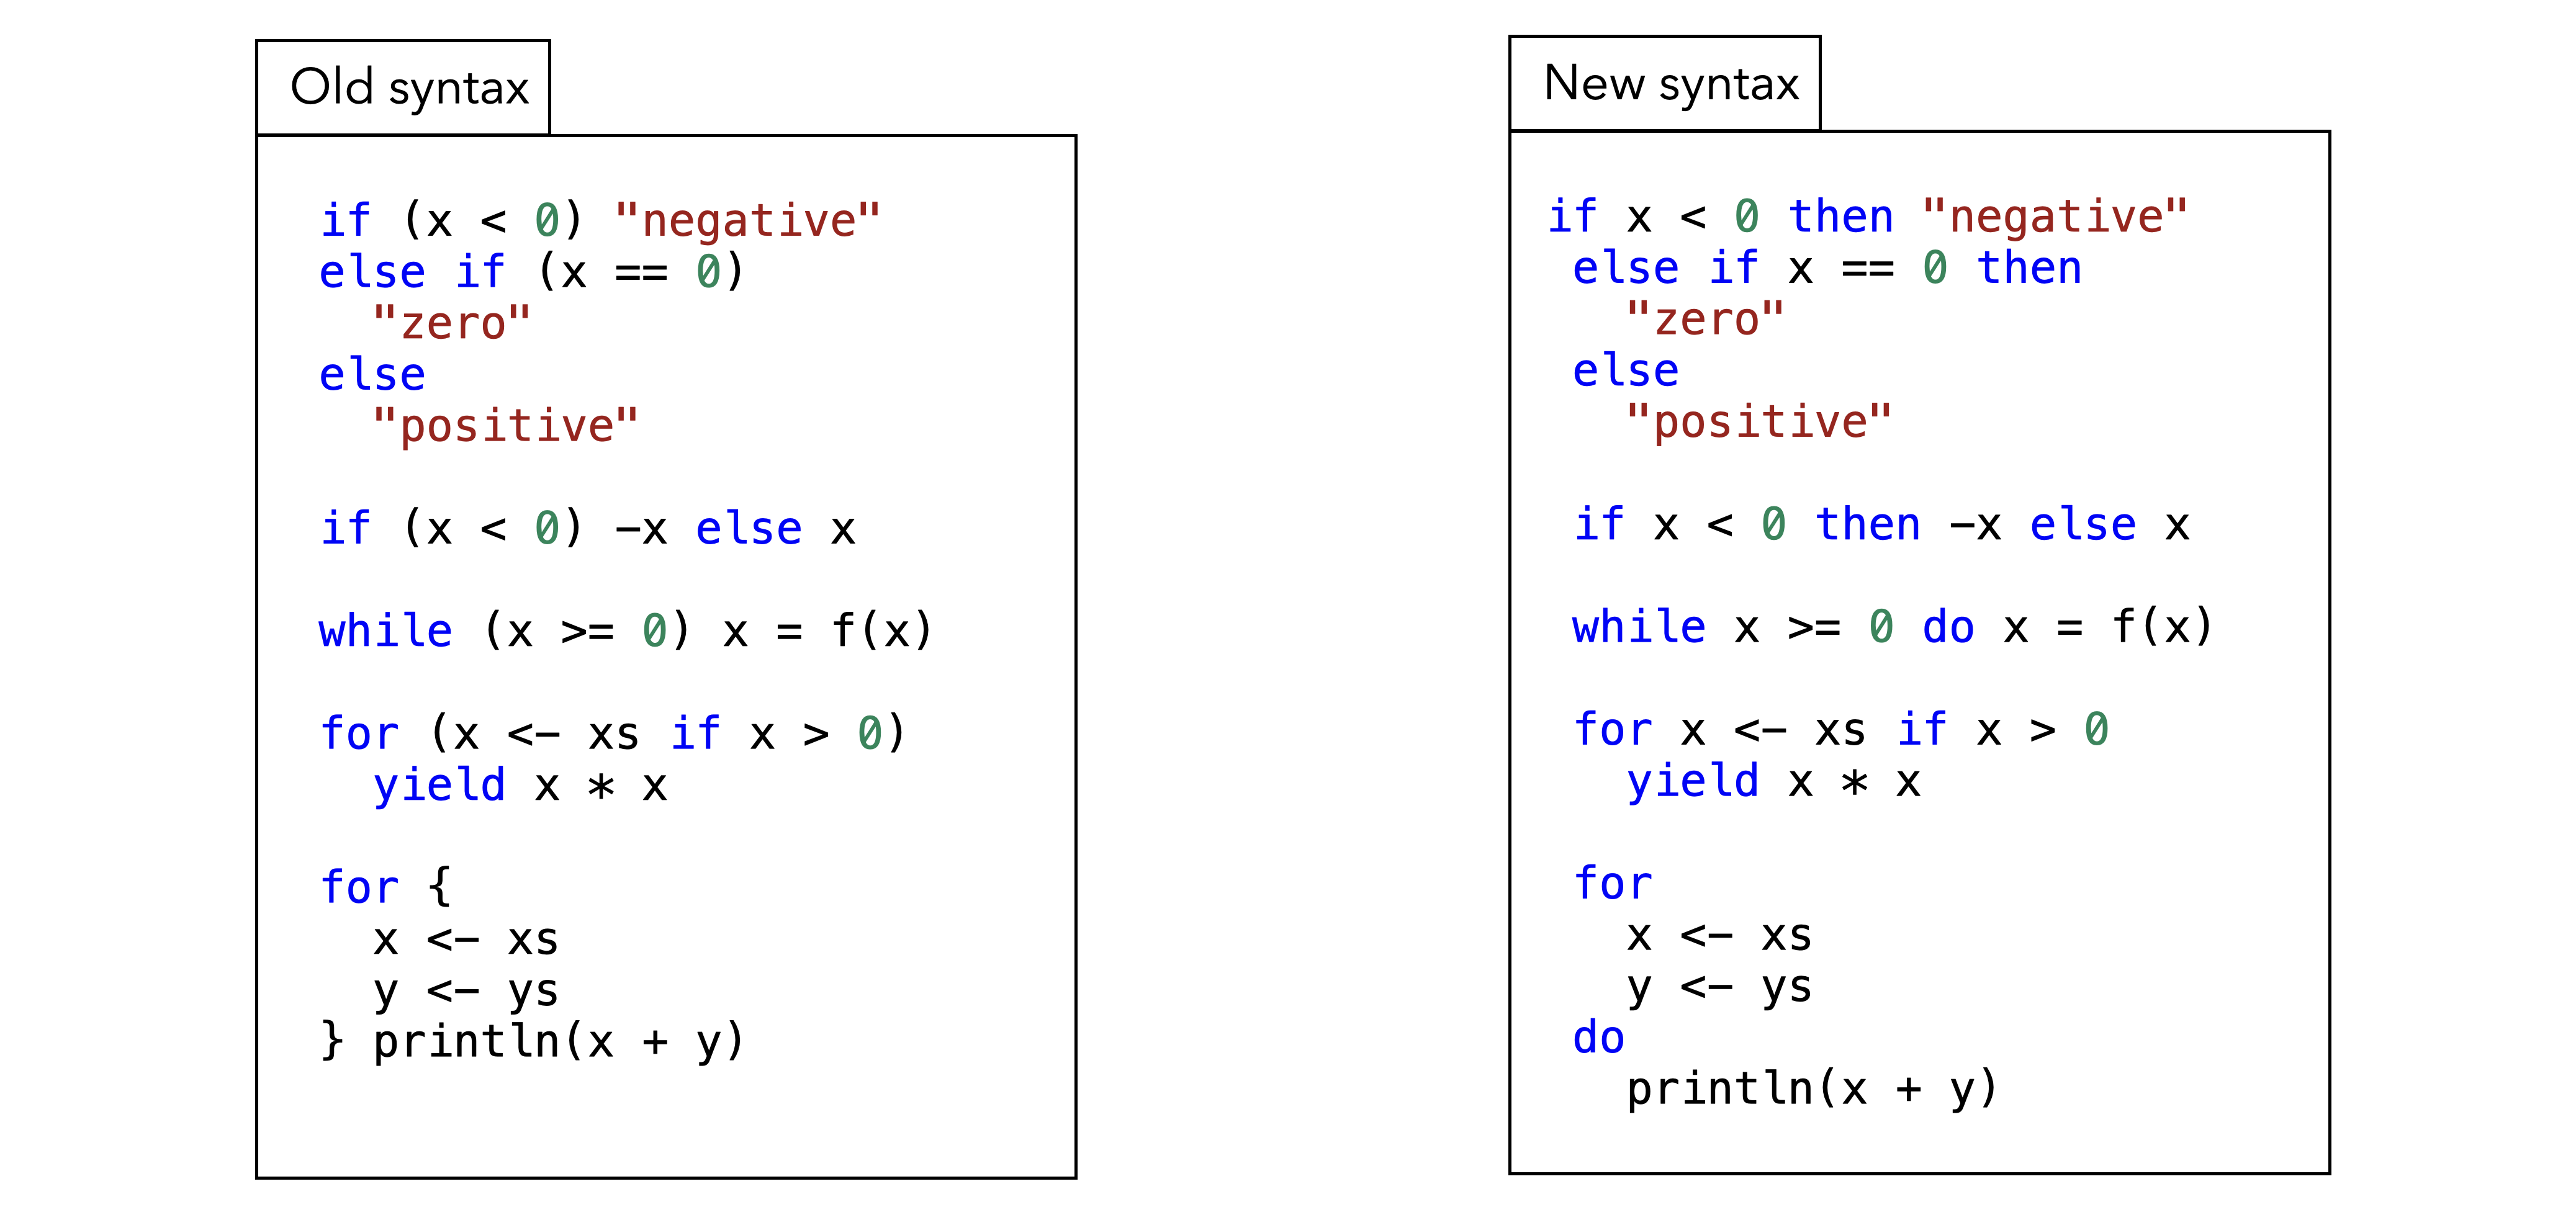 Old syntax
if (x < 0) "negative"
else if (x == 0)
  "zero"
else
  "positive"
if (x < 0) -x else x
while (x >= 0) x = f(x)
for (x <- xs if x > 0)
  yield x * x
for {
  x <- xs
  y <- ys
} println(x + y)
New syntax
if x < 0 then "negative"
 else if x == 0 then
   "zero"
 else
   "positive"
 if x < 0 then -x else x
 while x >= 0 do x = f(x)
 for x <- xs if x > 0
   yield x * x
 for
   x <- xs
   y <- ys
 do
   println(x + y)